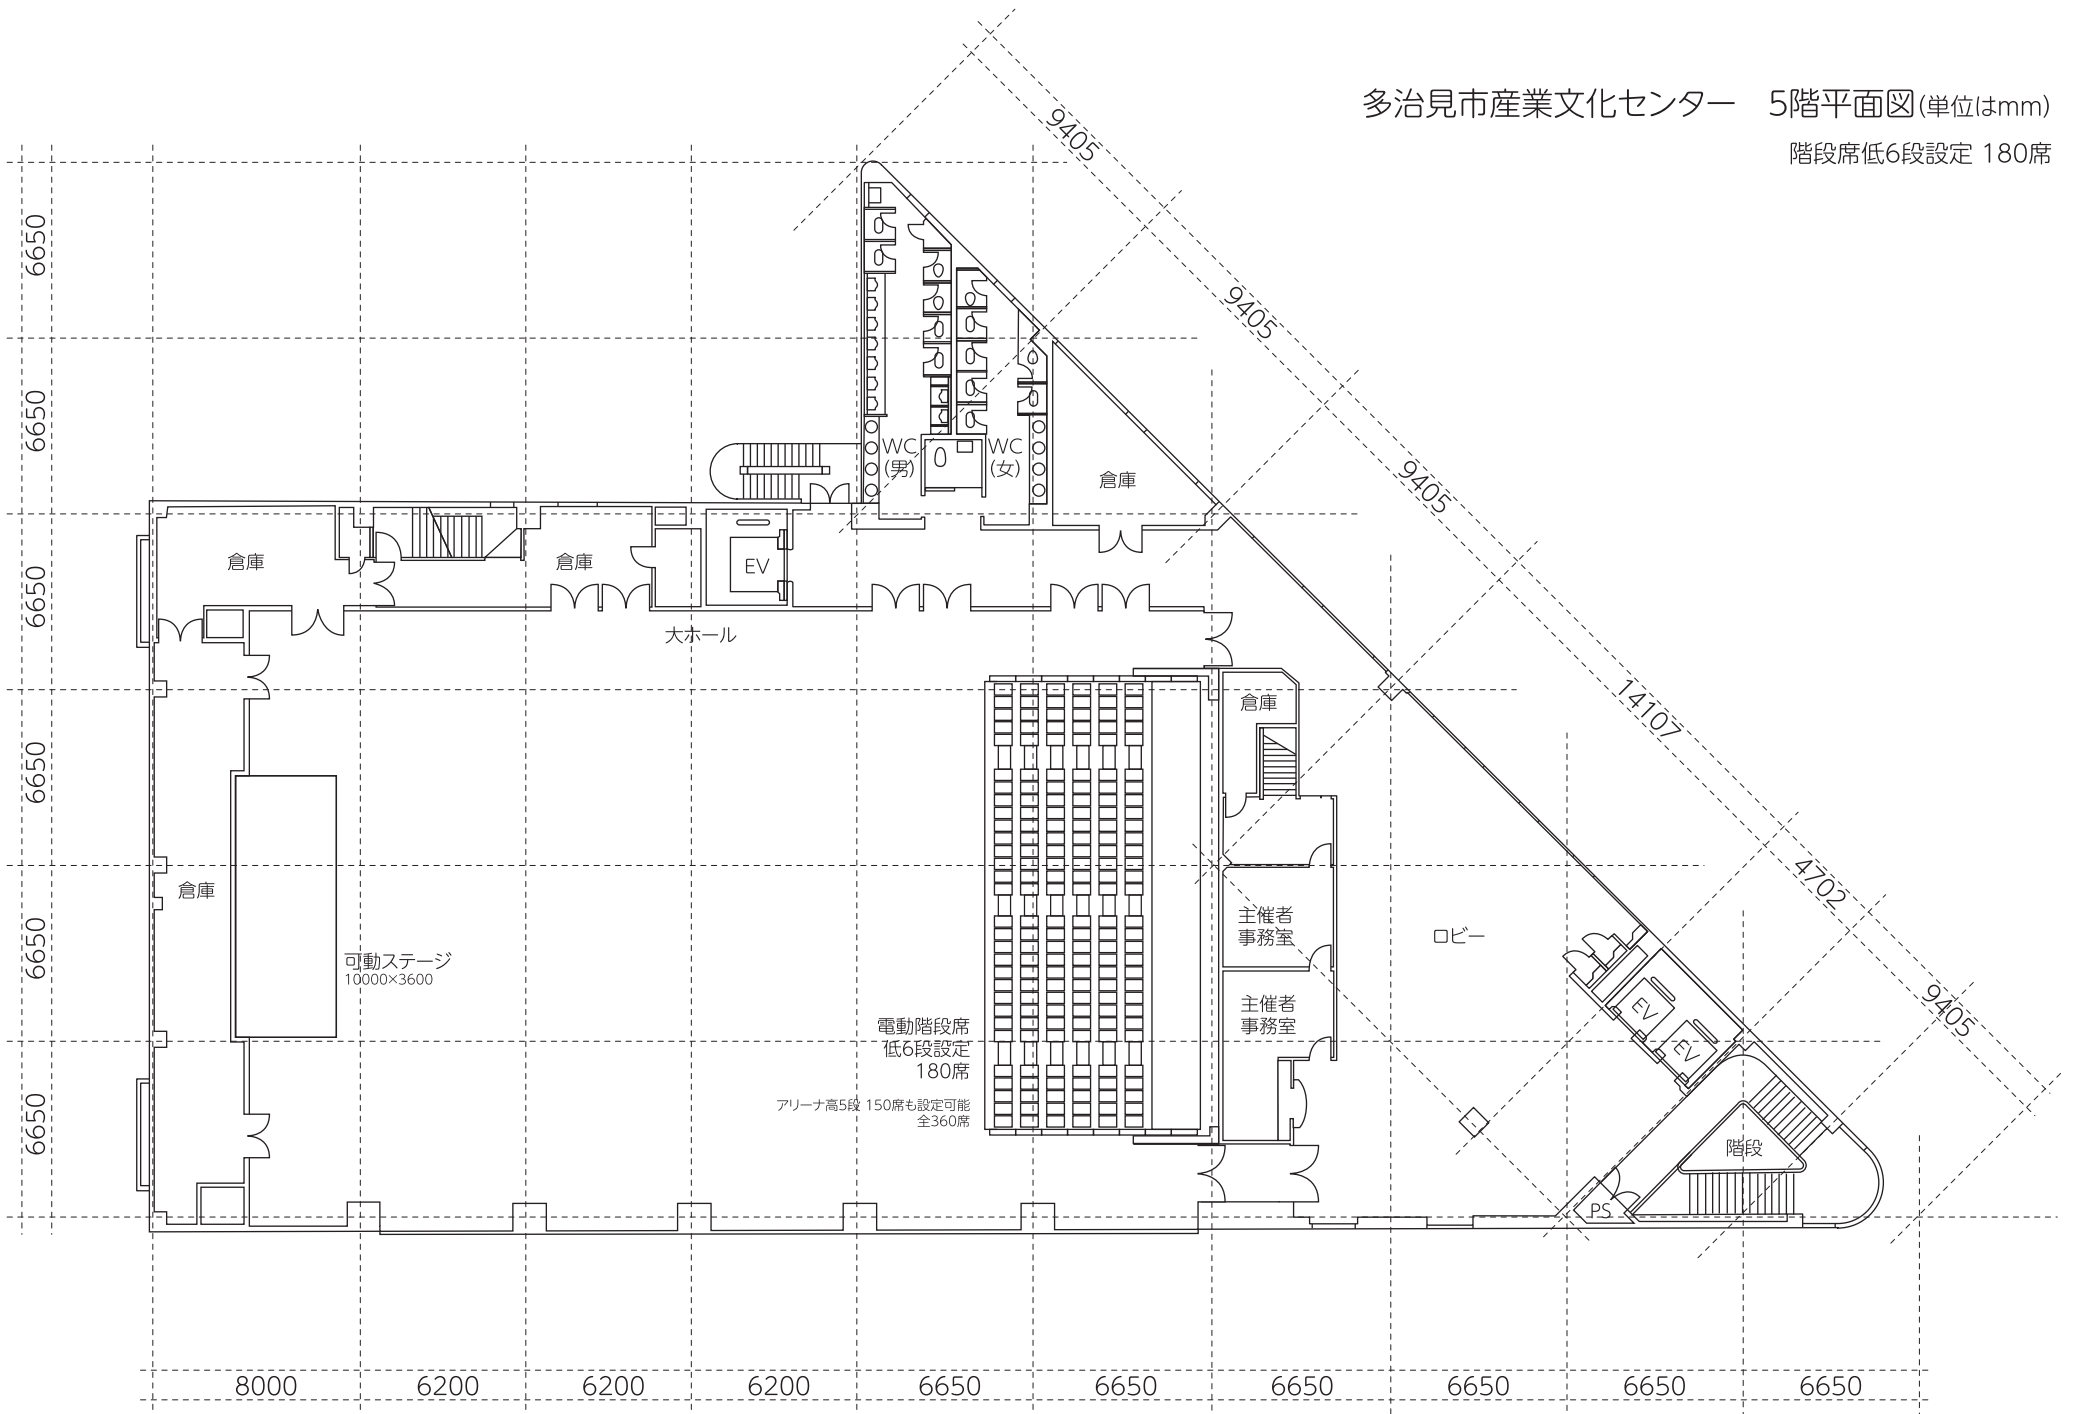 多治見市産業文化センター 5階平面図(単位はmm)
階段席低6段設定 180席
9405
9405
9405
14107
4702
9405
6650
6650
6650
6650
6650
6650
WC
(男)
WC
(女)
倉庫
倉庫
倉庫
EV
大ホール
倉庫
倉庫
可動ステージ
10000×3600
主催者
事務室
ロビー
主催者
事務室
電動階段席
低6段設定
180席
アリーナ高5段 150席も設定可能
全360席
EV
EV
階段
PS
8000
6200
6200
6200
6650
6650
6650
6650
6650
6650